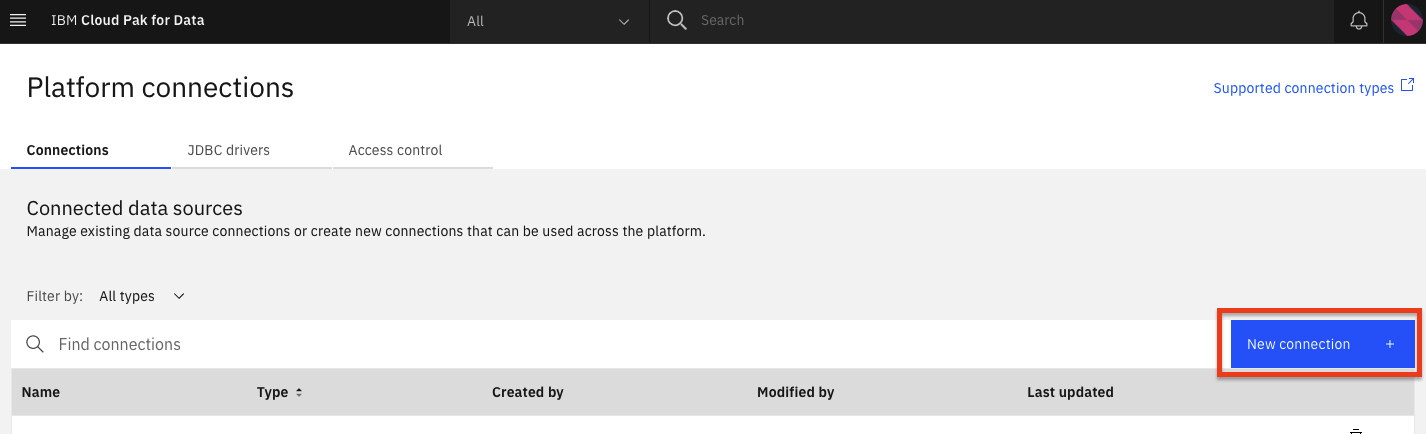 IBM Cloud Pak for Data
All
Search
Platform connections
Supported connection types
Connections
JDBC drivers
Access control
Connected data sources
Manage existing data source connections or create new connections that can be used across the platform.
Filter by: All types
Find connections
New connection +
Name Type Created by Modified by Last updated